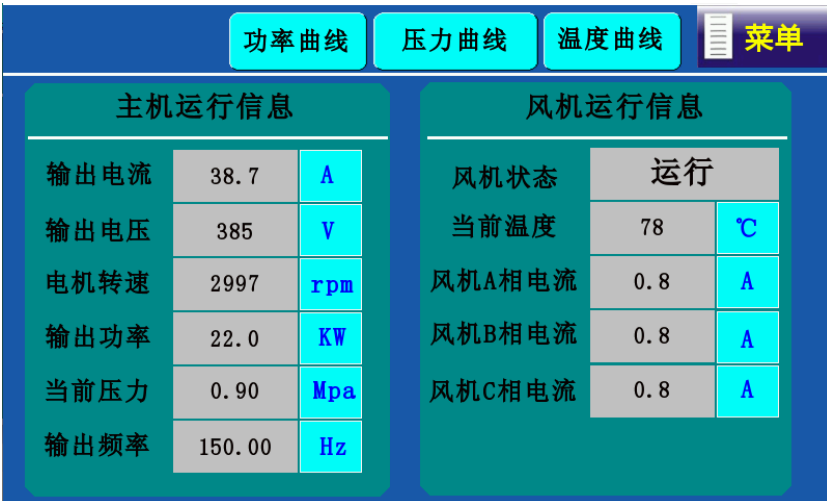 功率曲线 压力曲线 温度曲线 菜单
主机运行信息
输出电流 38.7 A
输出电压 385 V
电机转速 2997 rpm
输出功率 22.0 KW
当前压力 0.90 Mpa
输出频率 150.00 Hz
风机运行信息
风机状态 运行
当前温度 78 ℃
风机A相电流 0.8 A
风机B相电流 0.8 A
风机C相电流 0.8 A